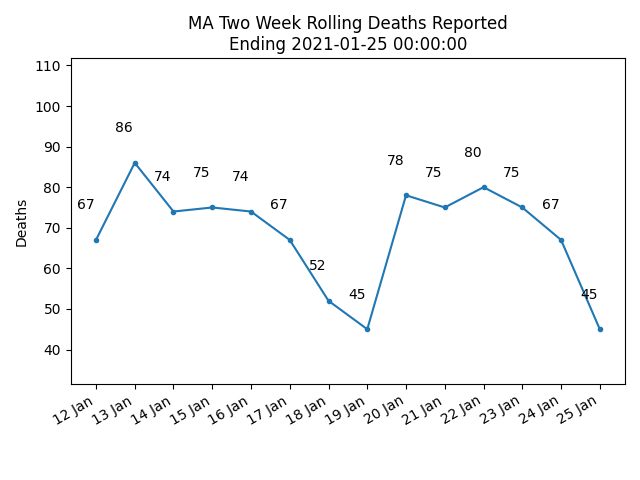 MA Two Week Rolling Deaths Reported
Ending 2021-01-25 00:00:00
110
100
90
80
70
60
50
40
Deaths
67
86
74
75
74
67
52
45
78
75
80
75
67
45
12 Jan
13 Jan
14 Jan
15 Jan
16 Jan
17 Jan
18 Jan
19 Jan
20 Jan
21 Jan
22 Jan
23 Jan
24 Jan
25 Jan